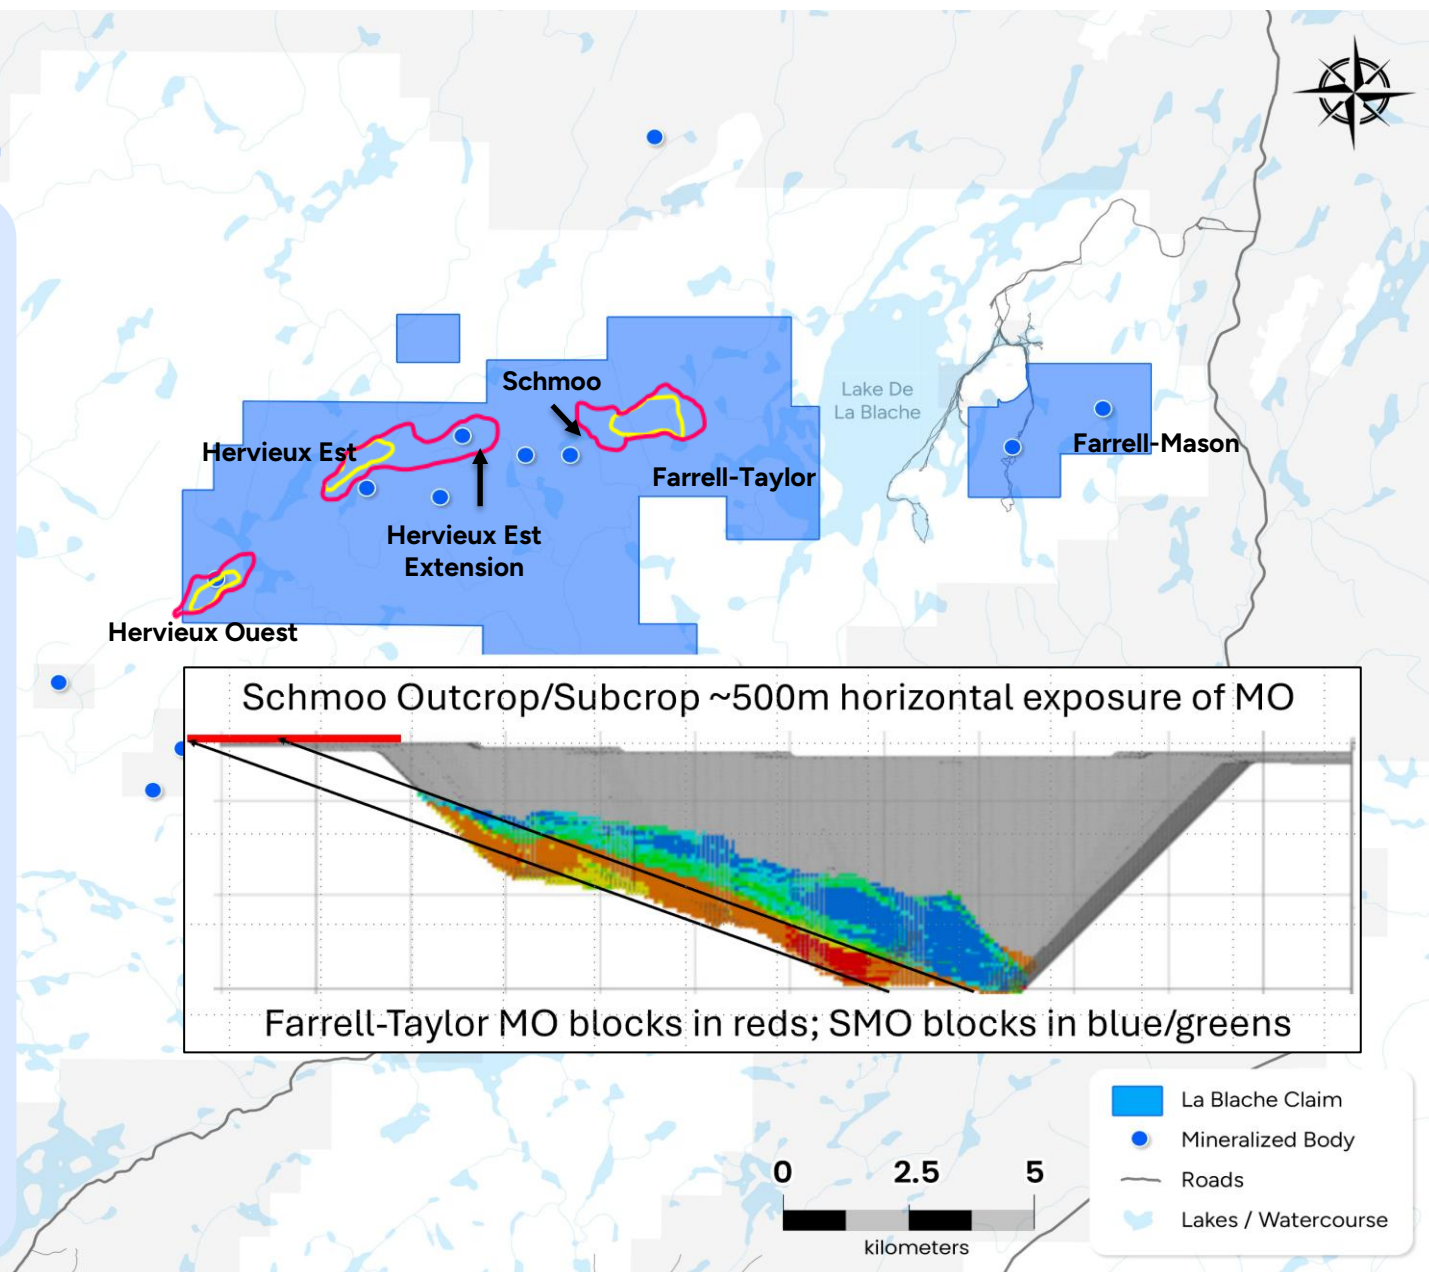 Lake De
La Blache
Schmoo
Hervieux Est
Farrell-Mason
Farrell-Taylor
Hervieux Est
Extension
Hervieux Ouest
Schmoo Outcrop/Subcrop ~500m horizontal exposure of MO
Farrell-Taylor MO blocks in reds; SMO blocks in blue/greens
La Blache Claim
Mineralized Body
Roads
Lakes / Watercourse
0 2.5 5
kilometers